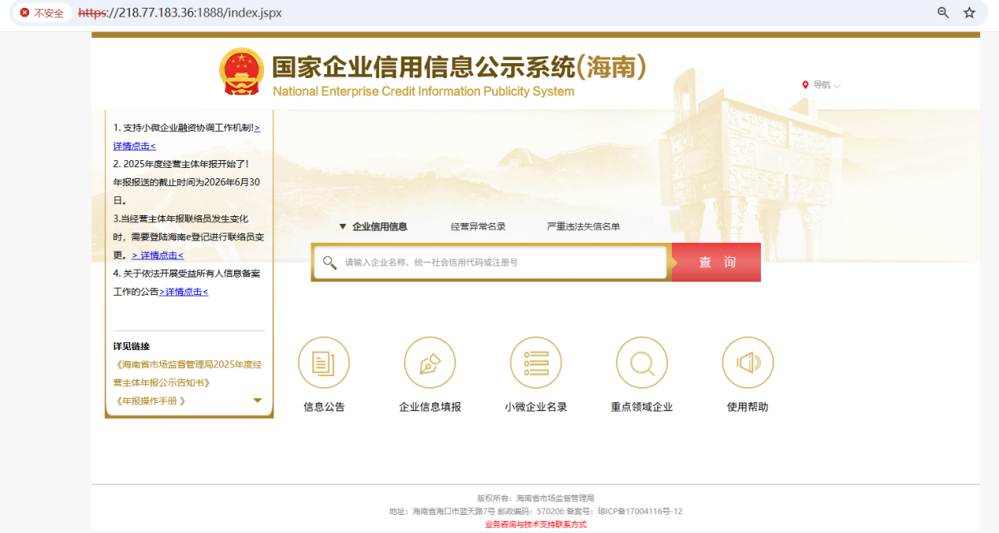 不安全 https://218.77.183.36:1888/index.jspx
国家企业信用信息公示系统(海南)
National Enterprise Credit Information Publicity System
导航
1. 支持小微企业融资协调工作机制!>
详情点击<
2. 2025年度经营主体年报开始了!
年报报送的截止时间为2026年6月30
日。
3.当经营主体年报联络员发生变化
时，需要登陆海南e登记进行联络员变
更。> 详情点击<
4. 关于依法开展受益所有人信息备案
工作的公告>详情点击<
详见链接
《海南省市场监督管理局2025年度经
营主体年报公示告知书》
《年报操作手册 》
企业信用信息 经营异常名录 严重违法失信名单
请输入企业名称、统一社会信用代码或注册号 查 询
信息公告 企业信息填报 小微企业名录 重点领域企业 使用帮助
版权所有：海南省市场监督管理局
地址：海南省海口市蓝天路7号 邮政编码：570206 备案号：琼ICP备17004116号-12
业务咨询与技术支持联系方式